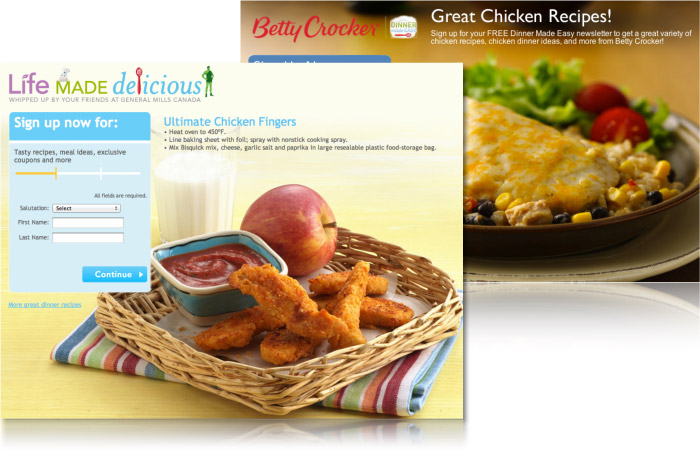 Betty Crocker
DINNER
MADE EASY
Great Chicken Recipes!
Sign up for your FREE Dinner Made Easy newsletter to get a great variety of
chicken recipes, chicken dinner ideas, and more from Betty Crocker!
Life MADE delicious
WHIPPED UP BY YOUR FRIENDS AT GENERAL MILLS CANADA
Sign up now for:
Tasty recipes, meal ideas, exclusive
coupons and more
All fields are required.
Salutation: Select
First Name:
Last Name:
Continue
More great dinner recipes
Ultimate Chicken Fingers
• Heat oven to 450°F.
• Line baking sheet with foil; spray with nonstick cooking spray.
• Mix Bisquick mix, cheese, garlic salt and paprika in large resealable plastic food-storage bag.